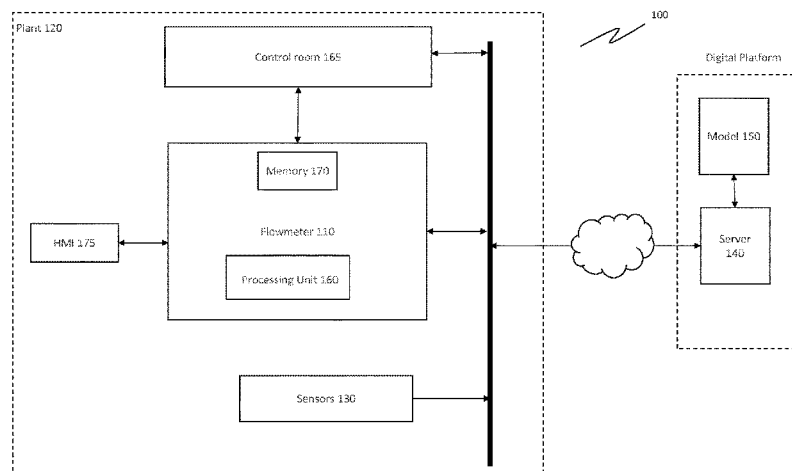 Plant 120
100
Control room 165
Digital Platform
Model 150
Memory 170
Flowmeter 110
HMI 175
Server
140
Processing Unit 160
Sensors 130